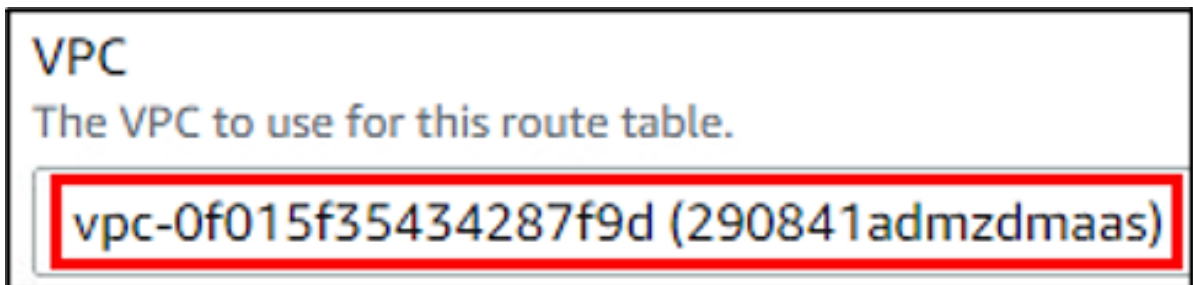 VPC
The VPC to use for this route table.
vpc-0f015f35434287f9d (290841admzdmaas)